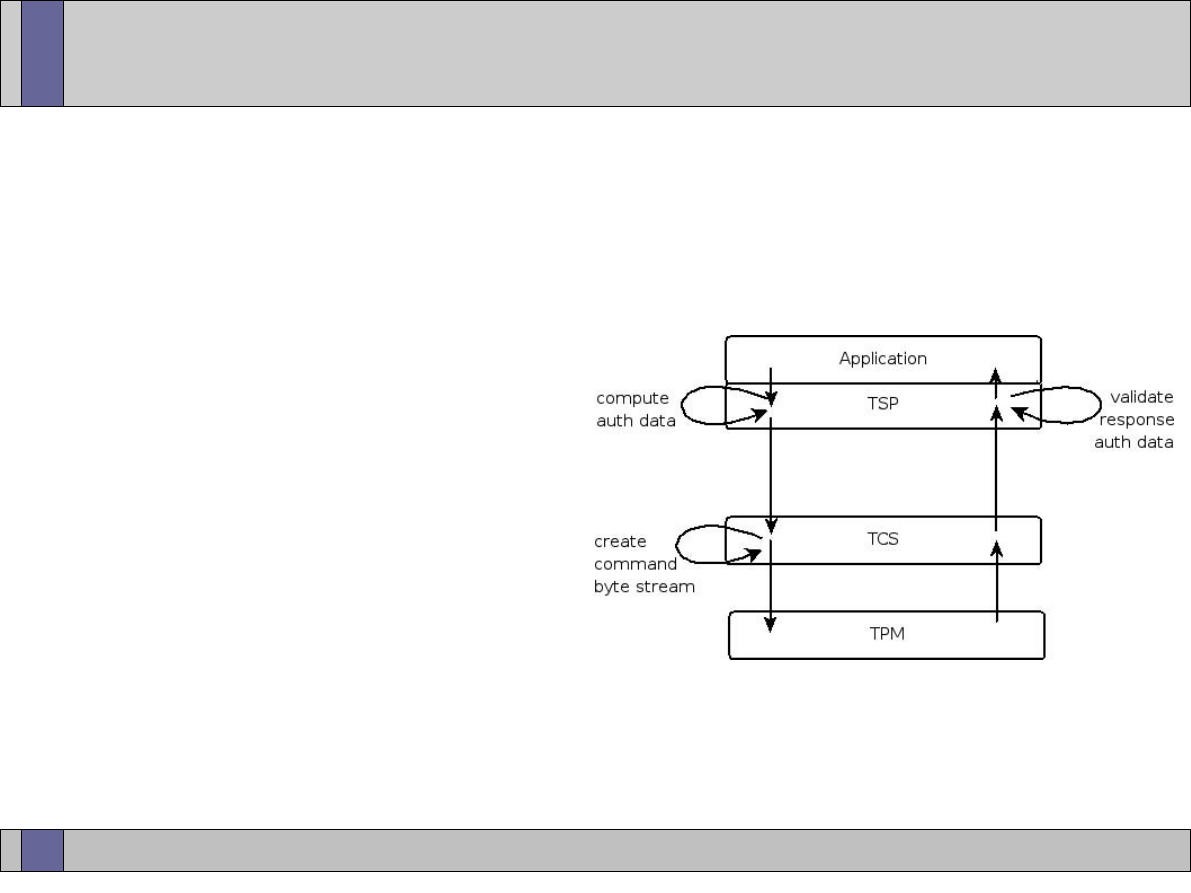 Application
compute
auth data
TSP
validate
response
auth data
create
command
byte stream
TCS
TPM